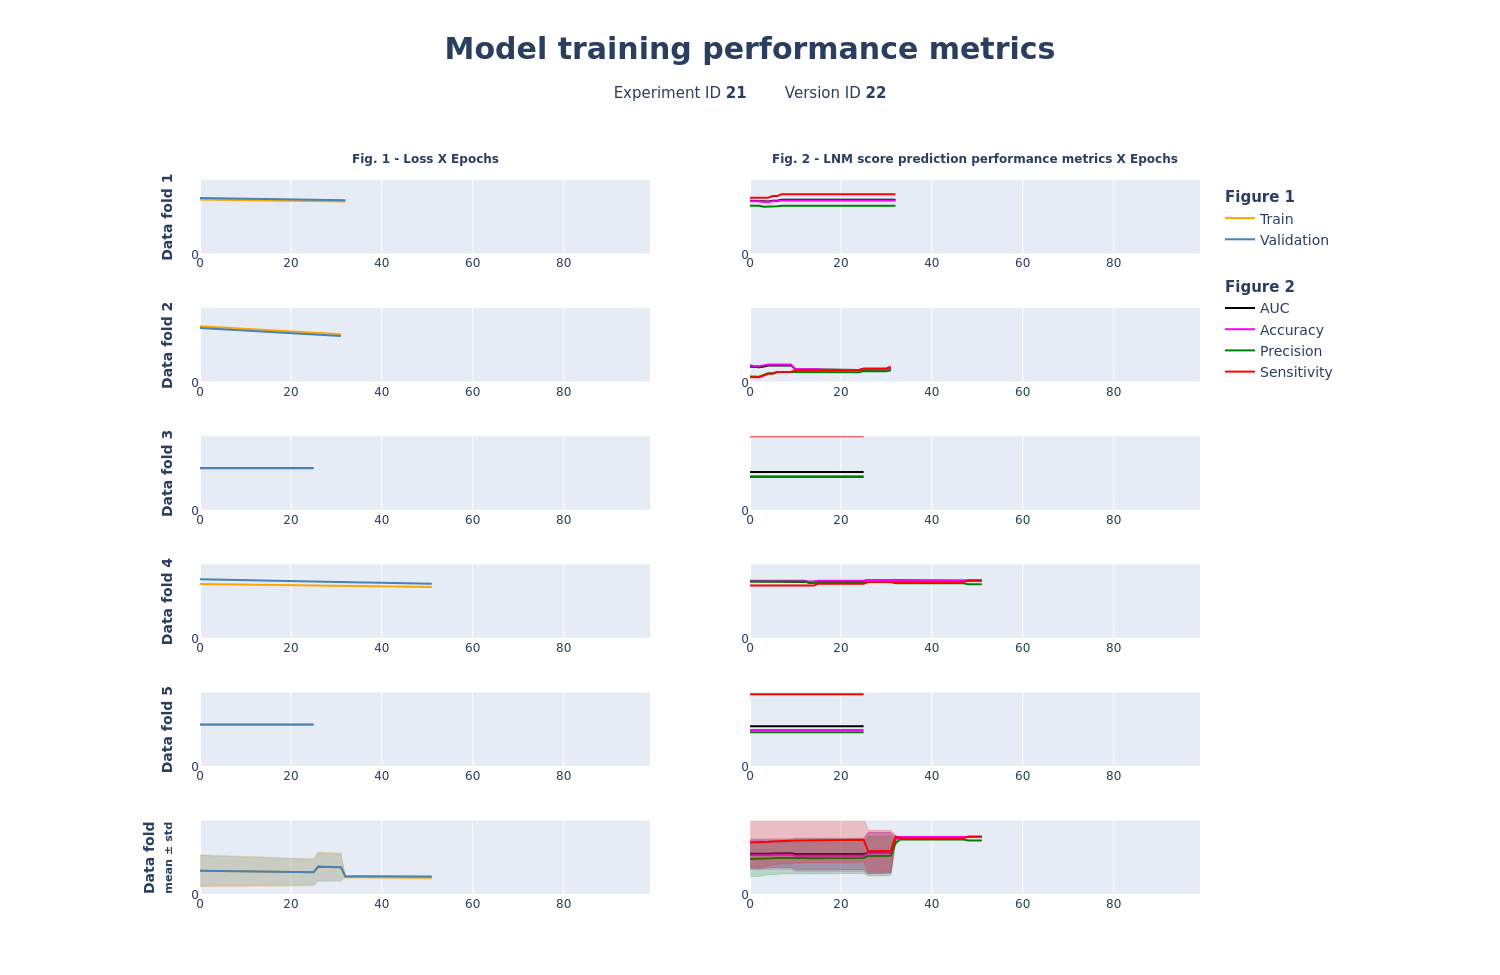 Model training performance metrics
Experiment ID 21 Version ID 22
Fig. 1 - Loss X Epochs
Fig. 2 - LNM score prediction performance metrics X Epochs
Data fold 1
0
0 20 40 60 80
0
0 20 40 60 80
Figure 1
Train
Validation
Figure 2
AUC
Accuracy
Precision
Sensitivity
Data fold 2
0
0 20 40 60 80
0
0 20 40 60 80
Data fold 3
0
0 20 40 60 80
0
0 20 40 60 80
Data fold 4
0
0 20 40 60 80
0
0 20 40 60 80
Data fold 5
0
0 20 40 60 80
0
0 20 40 60 80
Data fold
mean ± std
0
0 20 40 60 80
0
0 20 40 60 80